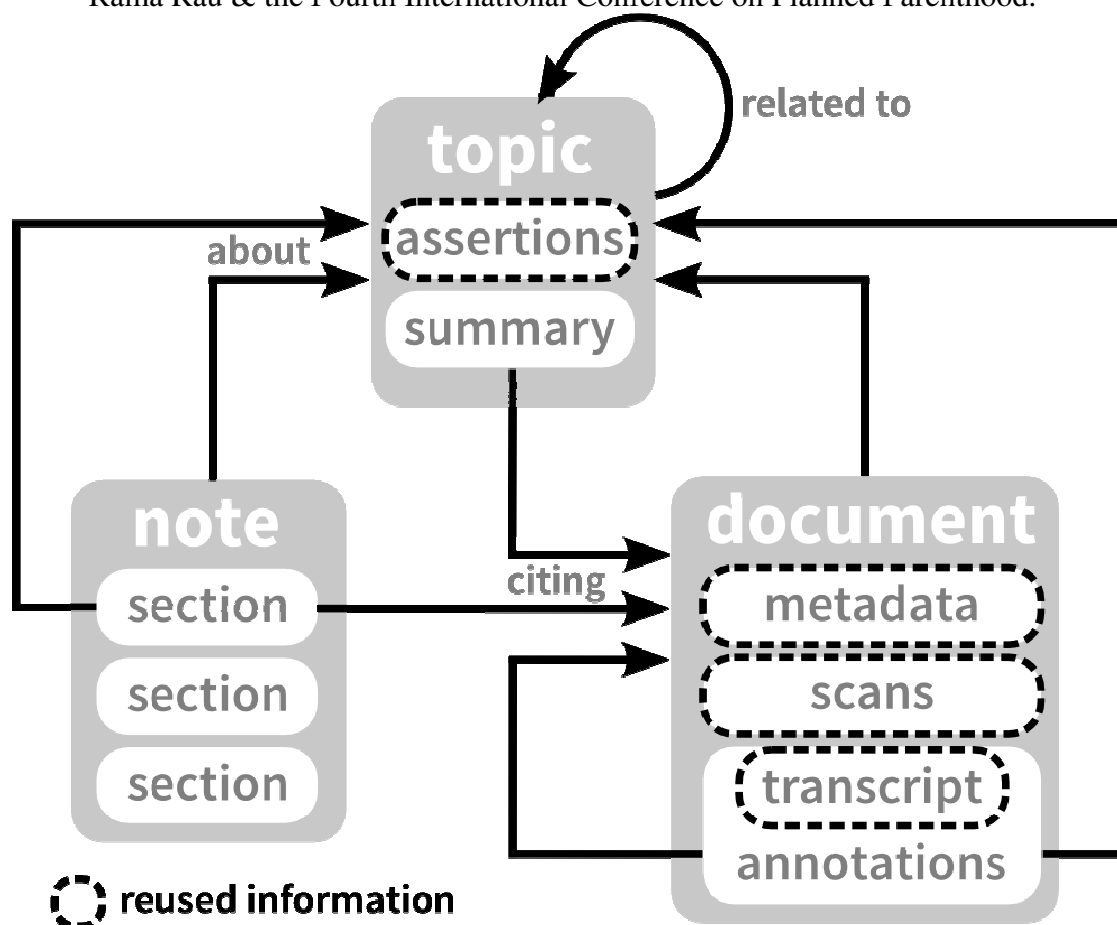 Rama Rau & the Fourth International Conference on Planned Parenthood.
related to
topic
assertions
about
summary
note
document
citing
section
metadata
section
scans
section
transcript
annotations
reused information